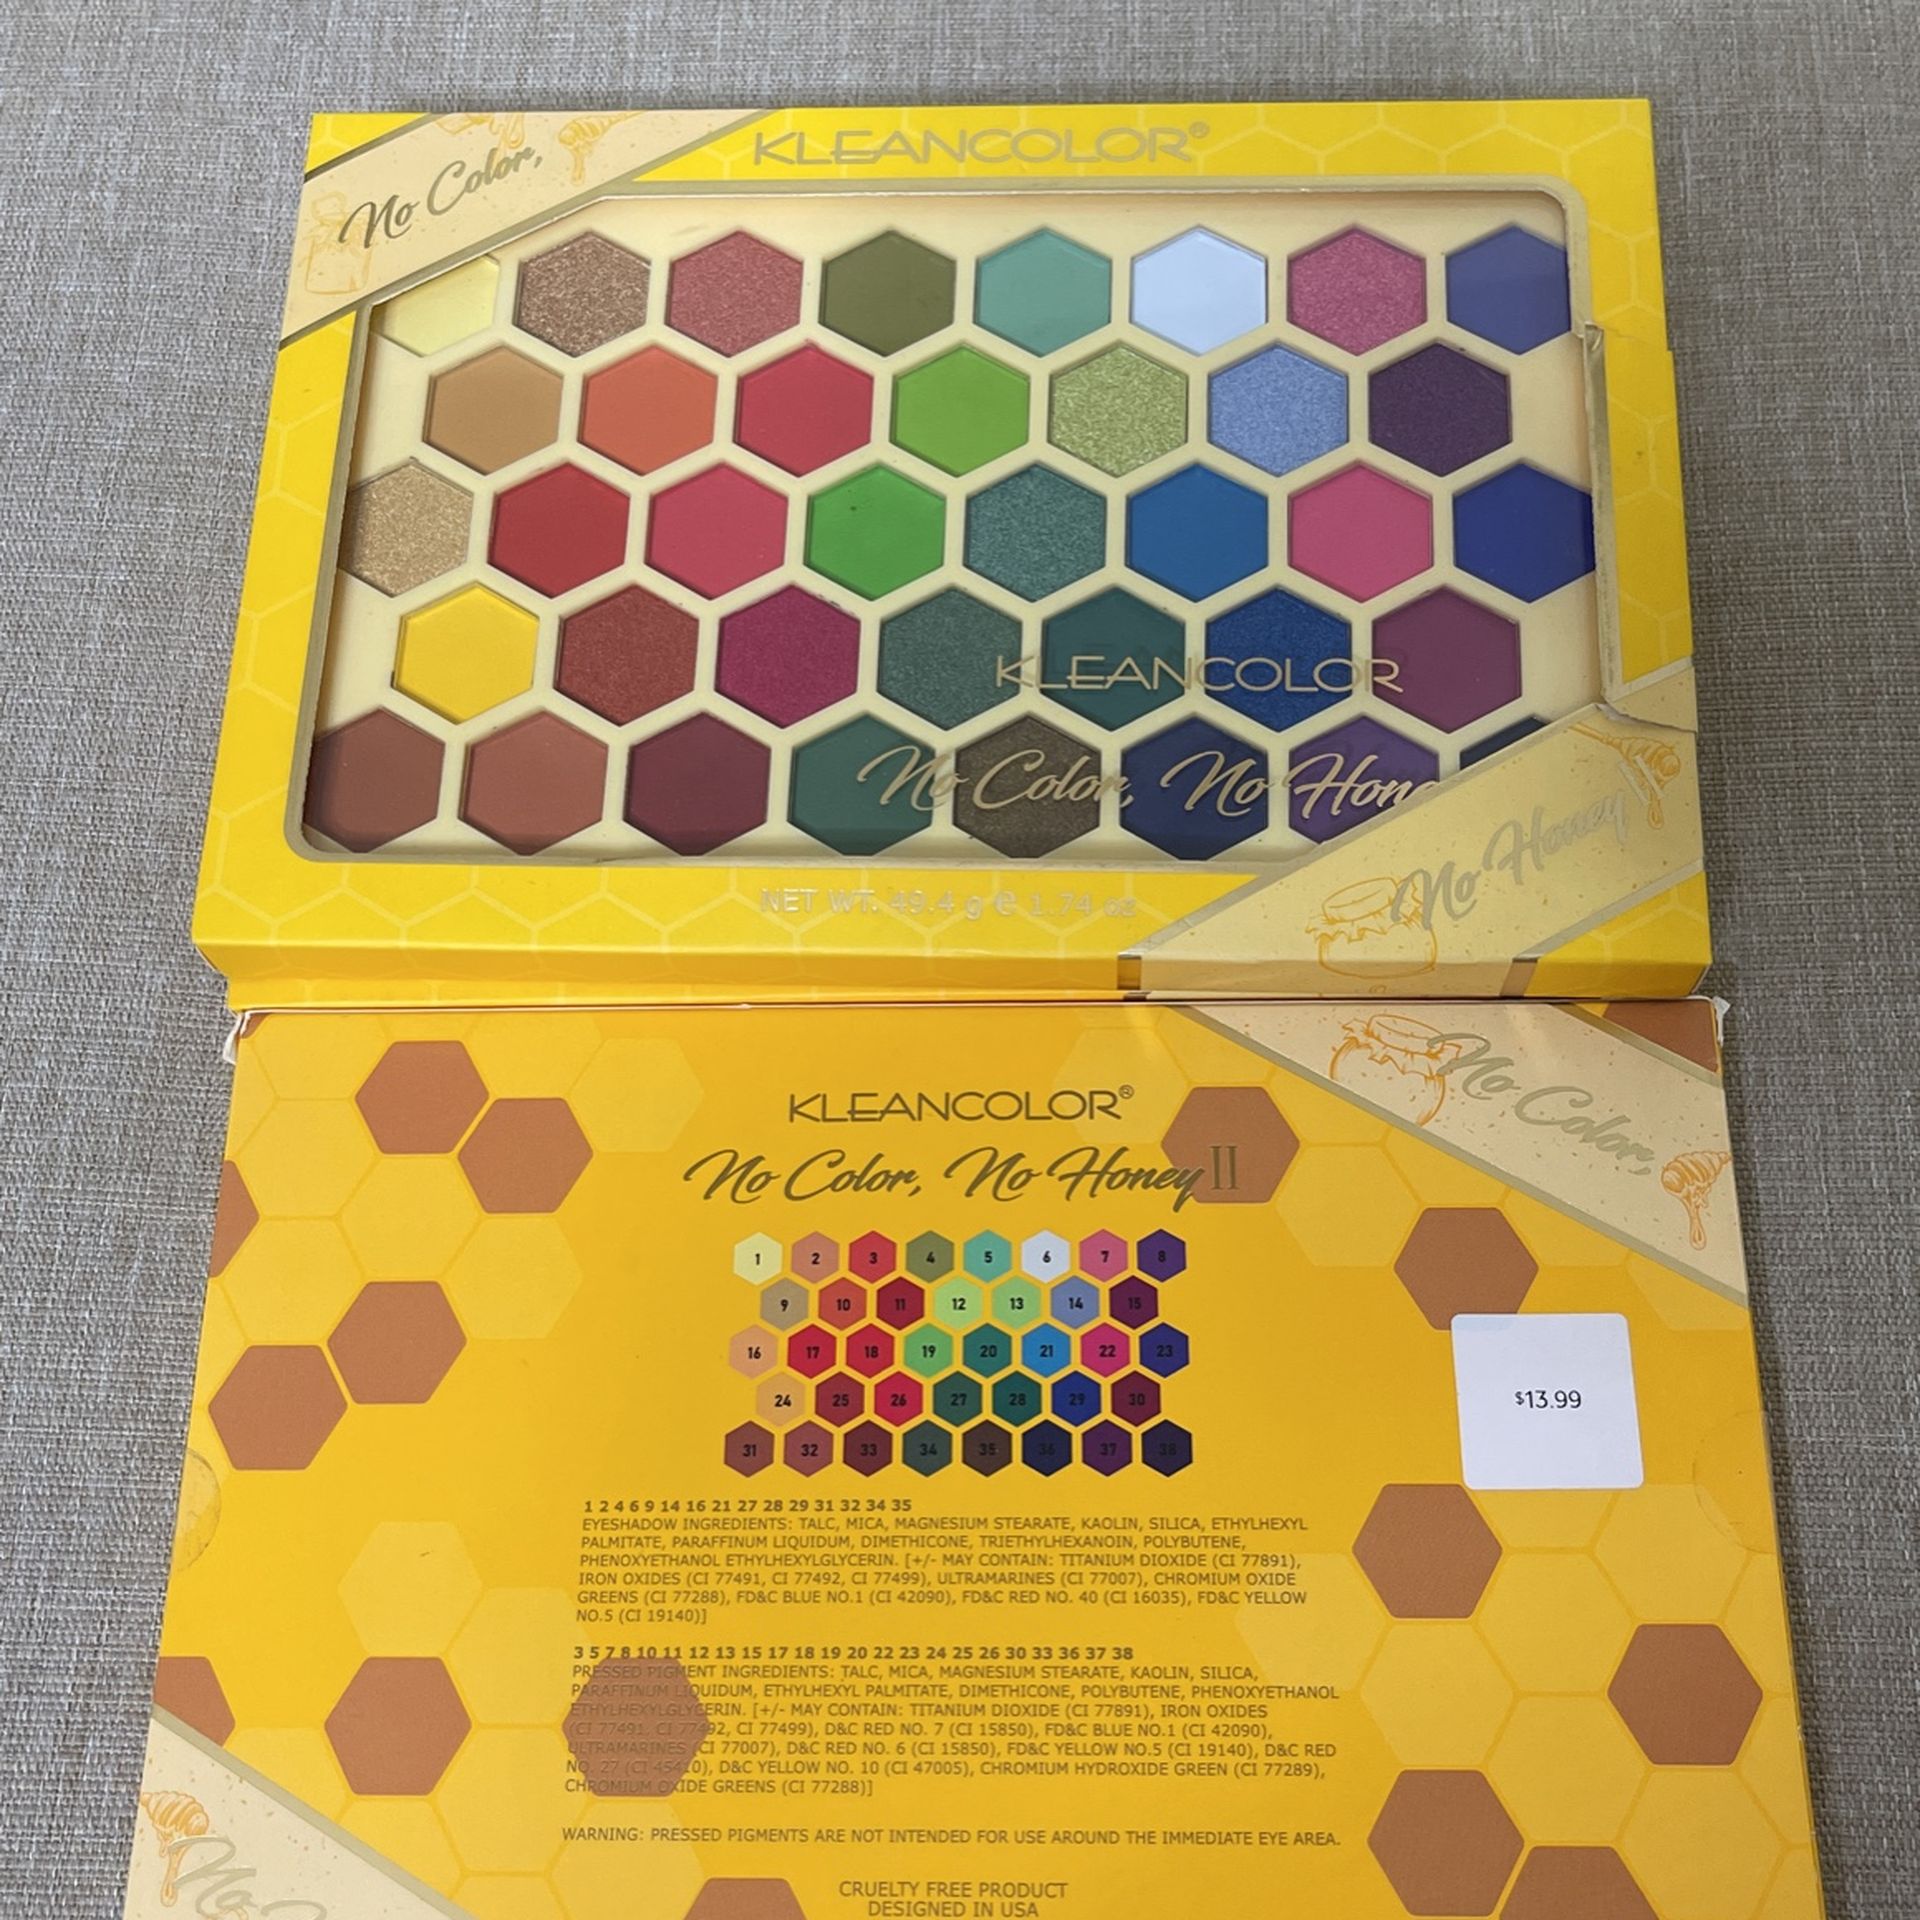 No Color,
KLEANCOLOR®
KLEANCOLOR
No Color, No Hone
No Honey II
NET WT. 49.4 g e 1.74 oz
No Color,
KLEANCOLOR®
No Color, No Honey II
1 2 3 4 5 6 7 8
9 10 11 12 13 14 15
16 17 18 19 20 21 22 23
24 25 26 27 28 29 30
31 32 33 34 35 36 37 38
$13.99
1 2 4 6 9 14 16 21 27 28 29 31 32 34 35
EYESHADOW INGREDIENTS: TALC, MICA, MAGNESIUM STEARATE, KAOLIN, SILICA, ETHYLHEXYL
PALMITATE, PARAFFINUM LIQUIDUM, DIMETHICONE, TRIETHYLHEXANOIN, POLYBUTENE,
PHENOXYETHANOL ETHYLHEXYLGLYCERIN. [+/- MAY CONTAIN: TITANIUM DIOXIDE (CI 77891),
IRON OXIDES (CI 77491, CI 77492, CI 77499), ULTRAMARINES (CI 77007), CHROMIUM OXIDE
GREENS (CI 77288), FD&C BLUE NO.1 (CI 42090), FD&C RED NO. 40 (CI 16035), FD&C YELLOW
NO.5 (CI 19140)]
3 5 7 8 10 11 12 13 15 17 18 19 20 22 23 24 25 26 30 33 36 37 38
PRESSED PIGMENT INGREDIENTS: TALC, MICA, MAGNESIUM STEARATE, KAOLIN, SILICA,
PARAFFINUM LIQUIDUM, ETHYLHEXYL PALMITATE, DIMETHICONE, POLYBUTENE, PHENOXYETHANOL
ETHYLHEXYLGLYCERIN. [+/- MAY CONTAIN: TITANIUM DIOXIDE (CI 77891), IRON OXIDES
(CI 77491, CI 77492, CI 77499), D&C RED NO. 7 (CI 15850), FD&C BLUE NO.1 (CI 42090),
ULTRAMARINES (CI 77007), D&C RED NO. 6 (CI 15850), FD&C YELLOW NO.5 (CI 19140), D&C RED
NO. 27 (CI 45410), D&C YELLOW NO. 10 (CI 47005), CHROMIUM HYDROXIDE GREEN (CI 77289),
CHROMIUM OXIDE GREENS (CI 77288)]
WARNING: PRESSED PIGMENTS ARE NOT INTENDED FOR USE AROUND THE IMMEDIATE EYE AREA.
No
CRUELTY FREE PRODUCT
DESIGNED IN USA